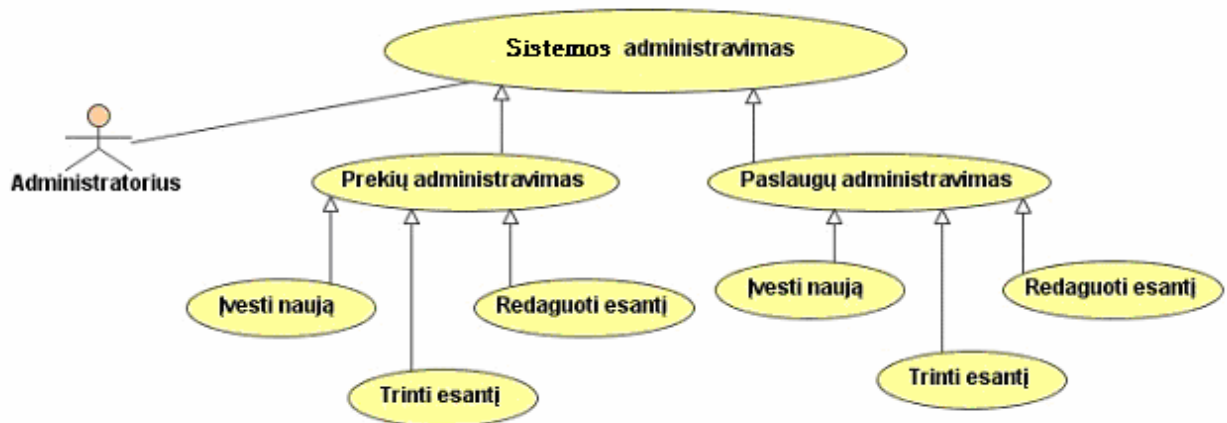 Sistemos administravimas
Administratorius
Prekių administravimas
Paslaugų administravimas
Įvesti naują
Redaguoti esantį
Trinti esantį
Įvesti naują
Redaguoti esantį
Trinti esantį